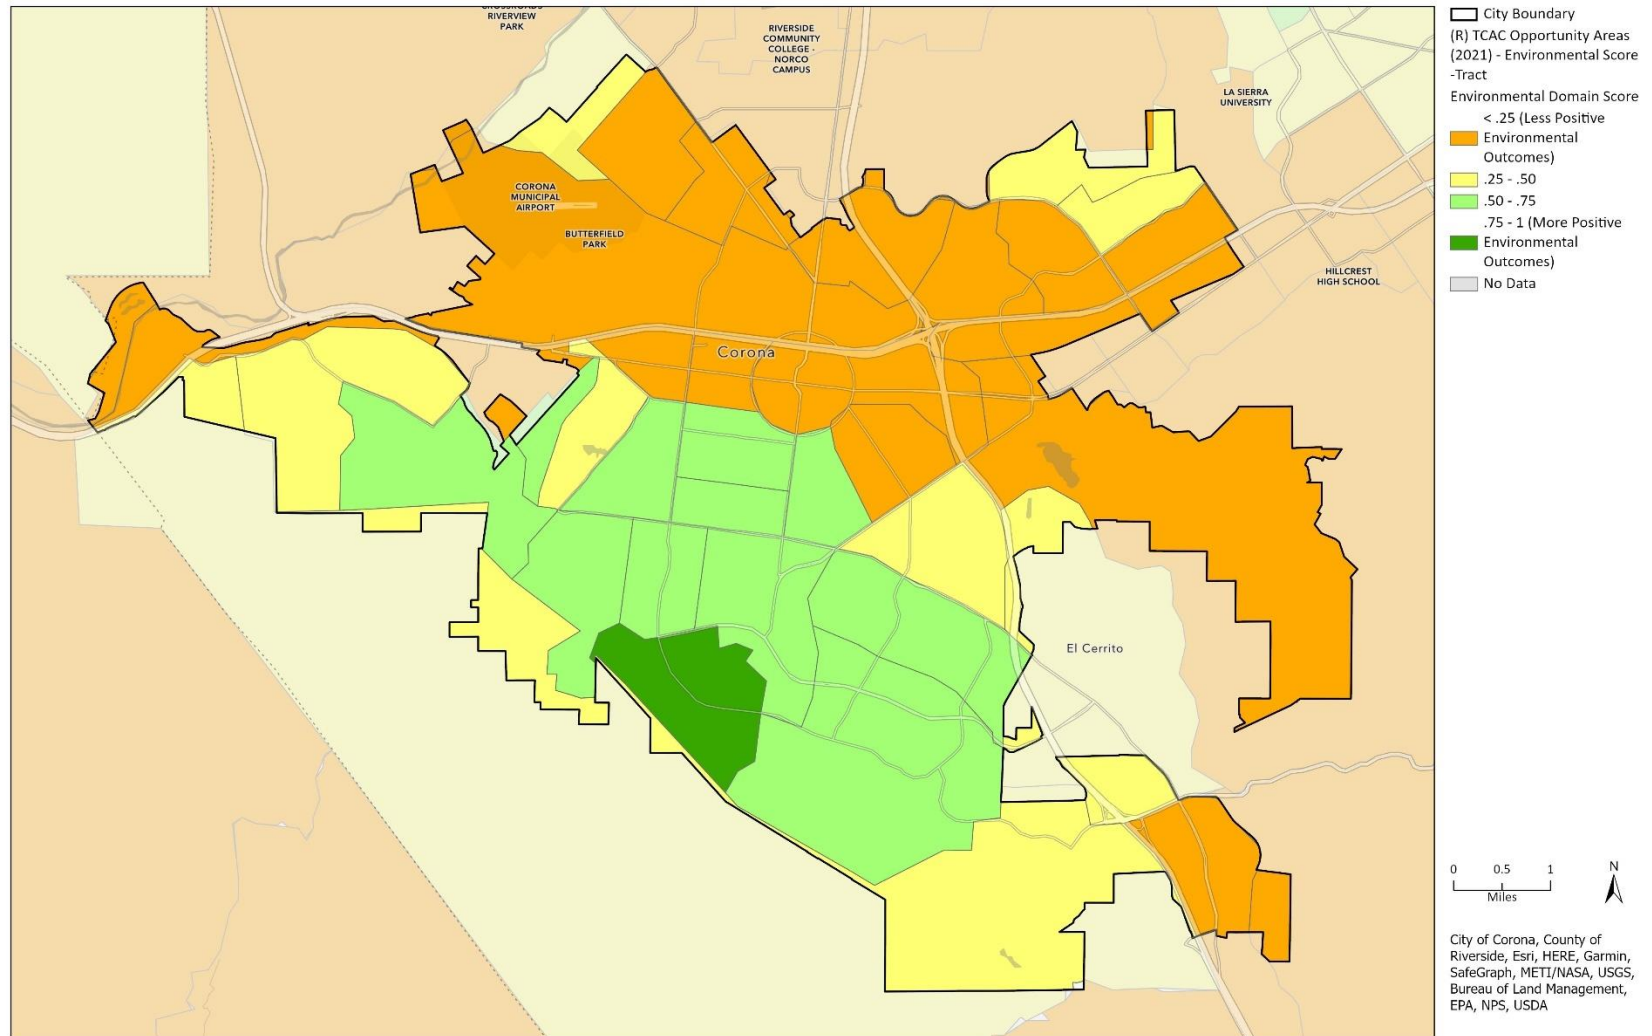 CROSSROADS
RIVERVIEW
PARK
RIVERSIDE
COMMUNITY
COLLEGE -
NORCO
CAMPUS
LA SIERRA
UNIVERSITY
CORONA
MUNICIPAL
AIRPORT
BUTTERFIELD
PARK
HILLCREST
HIGH SCHOOL
Corona
El Cerrito
City Boundary
(R) TCAC Opportunity Areas
(2021) - Environmental Score
-Tract
Environmental Domain Score
< .25 (Less Positive
Environmental
Outcomes)
.25 - .50
.50 - .75
.75 - 1 (More Positive
Environmental
Outcomes)
No Data
0 0.5 1
Miles
N
City of Corona, County of
Riverside, Esri, HERE, Garmin,
SafeGraph, METI/NASA, USGS,
Bureau of Land Management,
EPA, NPS, USDA